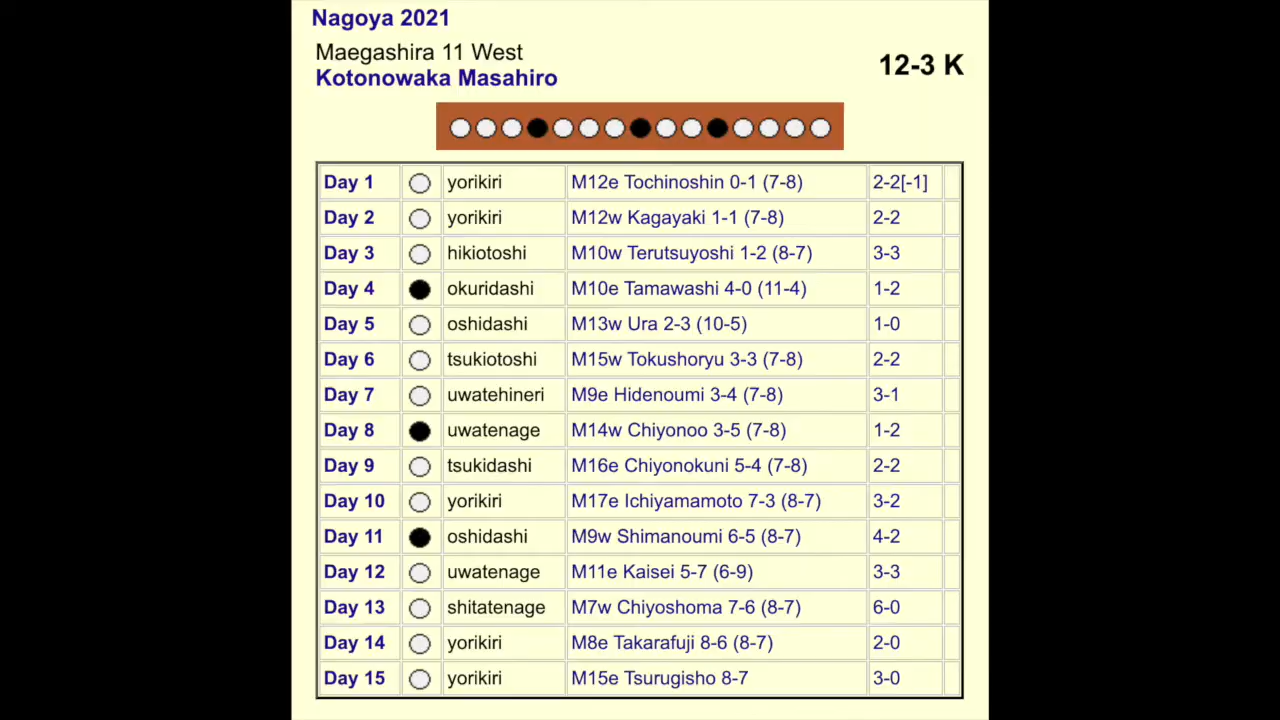 Nagoya 2021
Maegashira 11 West
12-3 K
Kotonowaka Masahiro
Day 1 yorikiri M12e Tochinoshin 0-1 (7-8) 2-2[-1]
Day 2 yorikiri M12w Kagayaki 1-1 (7-8) 2-2
Day 3 hikiotoshi M10w Terutsuyoshi 1-2 (8-7) 3-3
Day 4 okuridashi M10e Tamawashi 4-0 (11-4) 1-2
Day 5 oshidashi M13w Ura 2-3 (10-5) 1-0
Day 6 tsukiotoshi M15w Tokushoryu 3-3 (7-8) 2-2
Day 7 uwatehineri M9e Hidenoumi 3-4 (7-8) 3-1
Day 8 uwatenage M14w Chiyonoo 3-5 (7-8) 1-2
Day 9 tsukidashi M16e Chiyonokuni 5-4 (7-8) 2-2
Day 10 yorikiri M17e Ichiyamamoto 7-3 (8-7) 3-2
Day 11 oshidashi M9w Shimanoumi 6-5 (8-7) 4-2
Day 12 uwatenage M11e Kaisei 5-7 (6-9) 3-3
Day 13 shitatenage M7w Chiyoshoma 7-6 (8-7) 6-0
Day 14 yorikiri M8e Takarafuji 8-6 (8-7) 2-0
Day 15 yorikiri M15e Tsurugisho 8-7 3-0